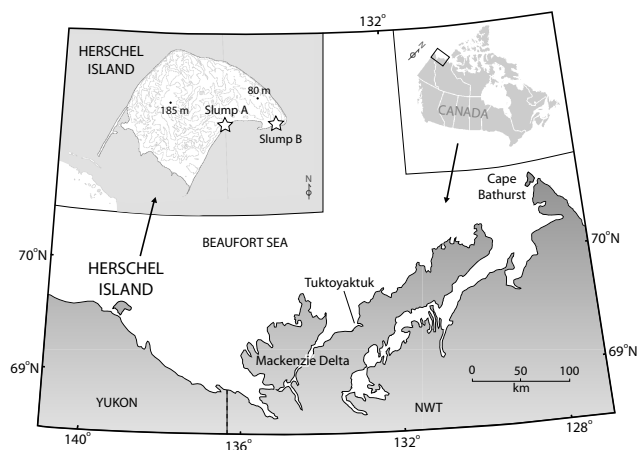 132°
HERSCHEL
ISLAND
80 m
185 m
Slump A
Slump B
N
N
CANADA
Cape
Bathurst
70°N
BEAUFORT SEA
70°N
HERSCHEL
ISLAND
Tuktoyaktuk
69°N
Mackenzie Delta
69°N
0 50 100
km
YUKON
NWT
140°
136°
132°
128°